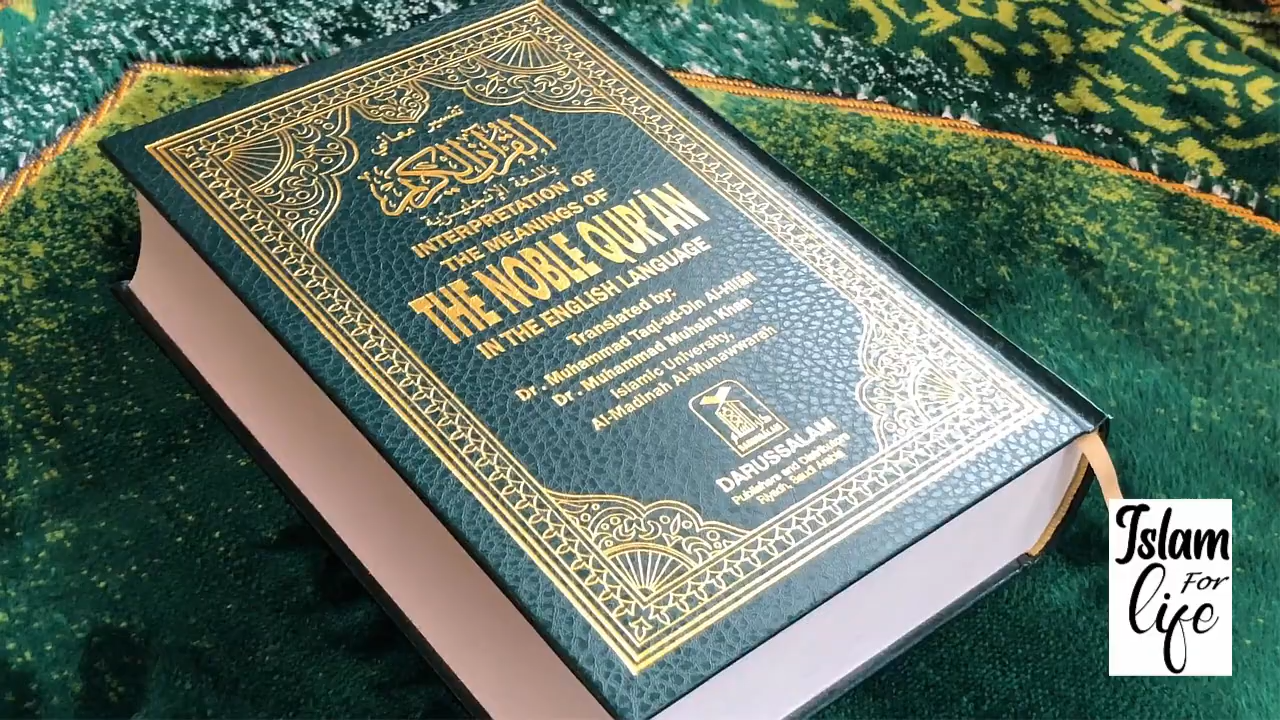 تفسير معاني
القرآن الكريم
باللغة الإنجليزية
INTERPRETATION OF
THE MEANINGS OF
THE NOBLE QUR'ĀN
IN THE ENGLISH LANGUAGE
Translated by:
Dr. Muhammad Taqi-ud-Din Al-Hilali
Dr. Muhammad Muhsin Khan
Islamic University,
Al-Madinah Al-Munawwarah
DARUSSALAM
Publishers and Distributors
Riyadh, Saudi Arabia
Islam
For
life